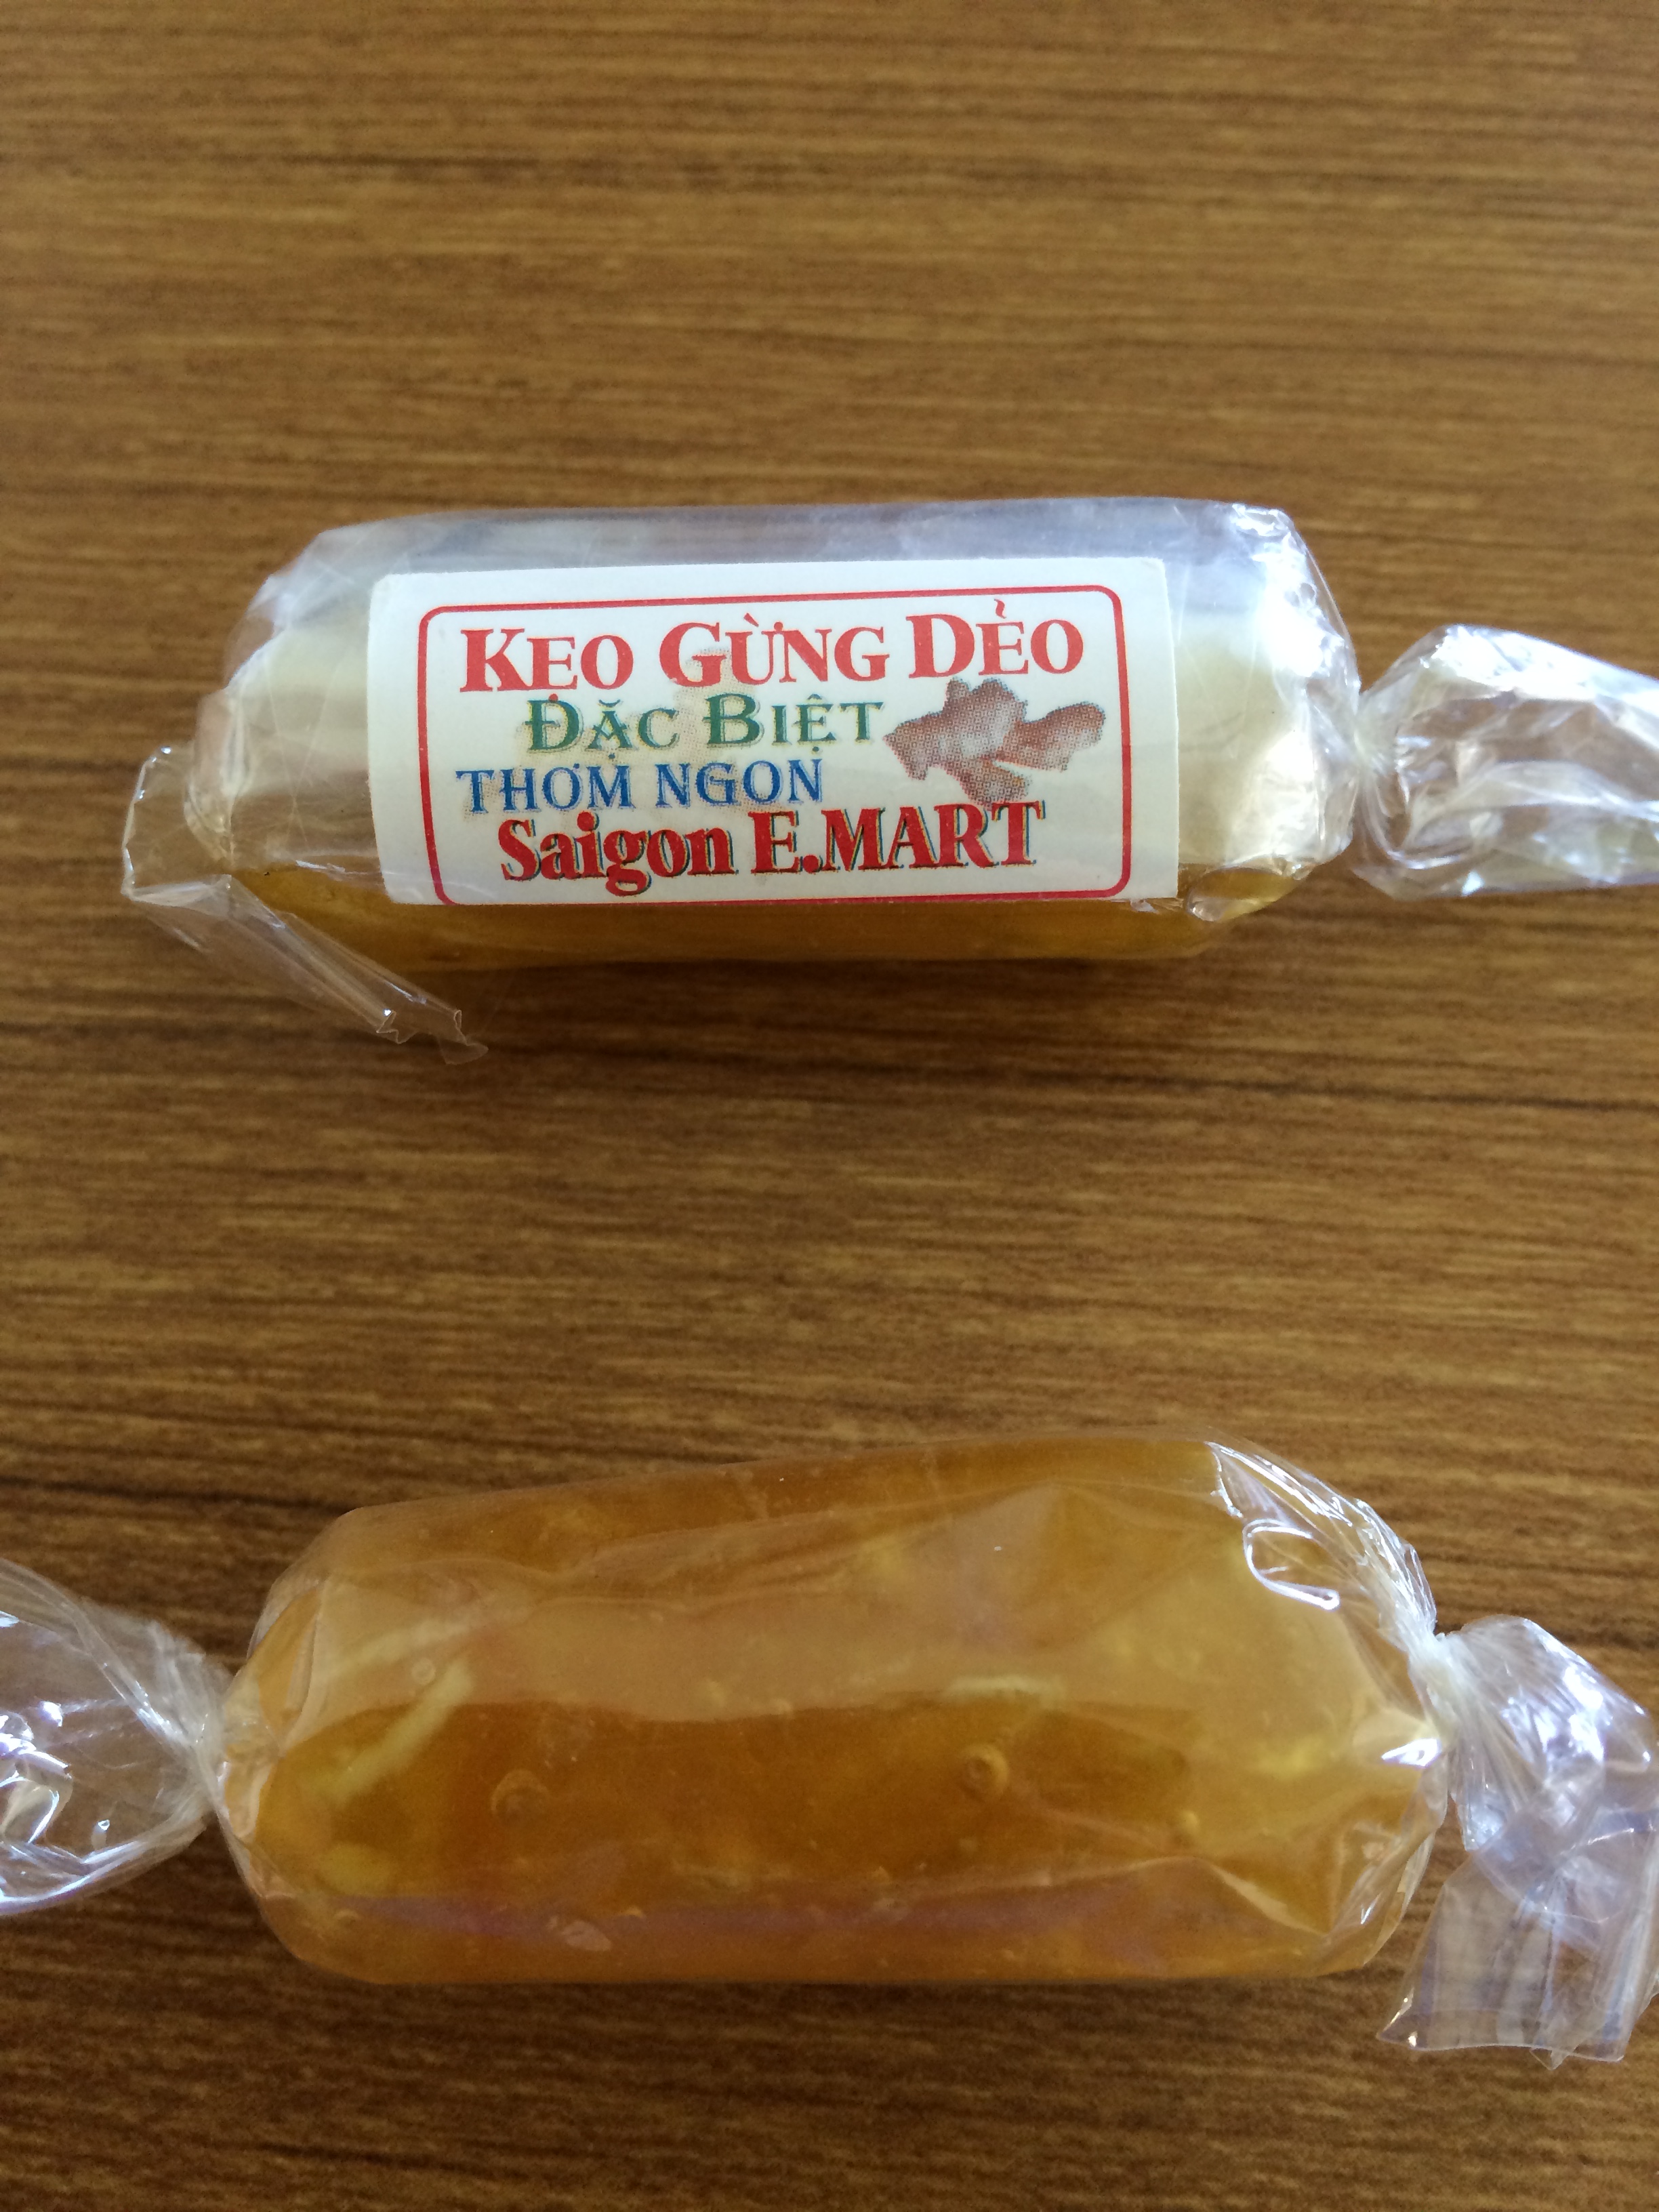 KẸO GỪNG DẺO
ĐẶC BIỆT
THƠM NGON
Saigon E.MART